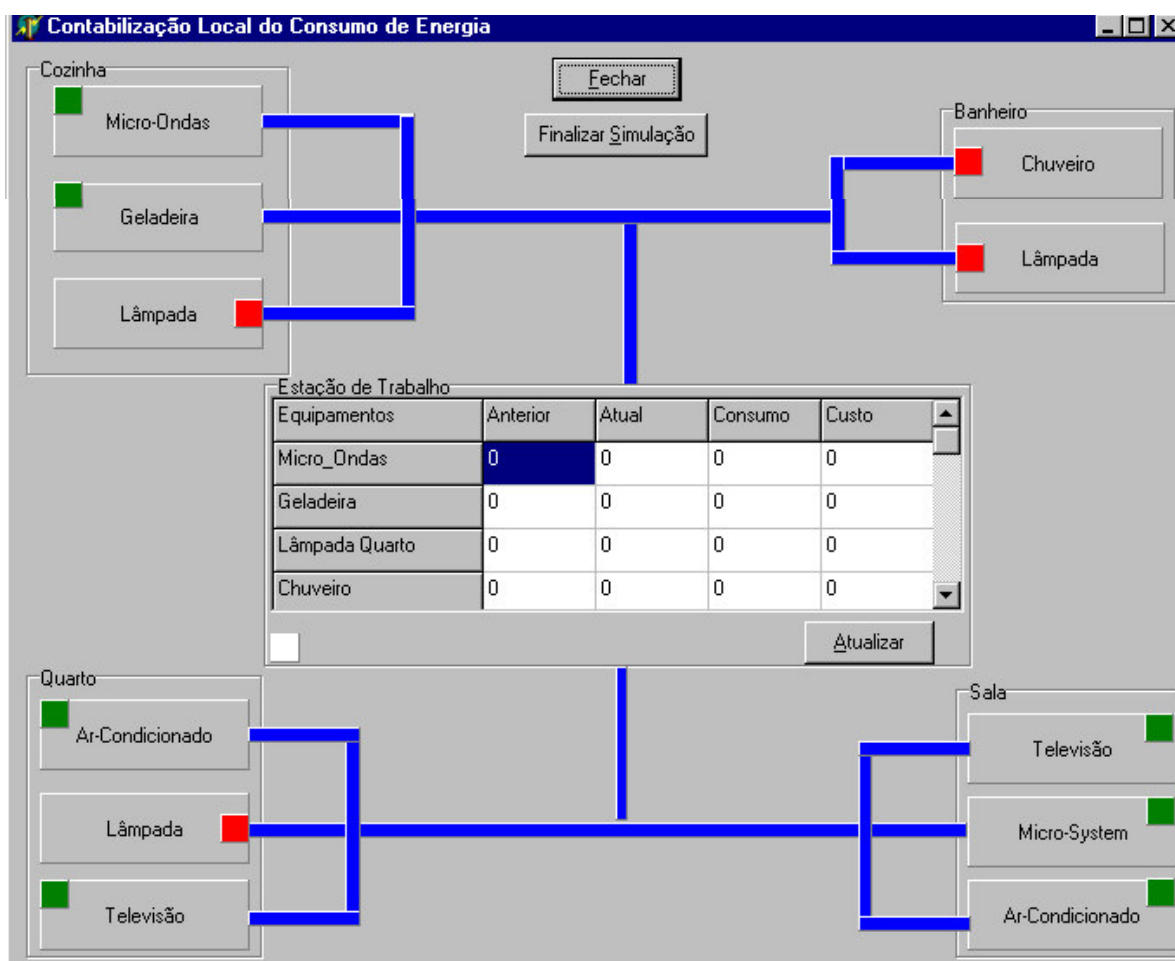 Contabilização Local do Consumo de Energia
Cozinha
Micro-Ondas
Geladeira
Lâmpada
Fechar
Finalizar Simulação
Banheiro
Chuveiro
Lâmpada
Estação de Trabalho
Equipamentos Anterior Atual Consumo Custo
Micro_Ondas 0 0 0 0
Geladeira 0 0 0 0
Lâmpada Quarto 0 0 0 0
Chuveiro 0 0 0 0
Atualizar
Quarto
Ar-Condicionado
Lâmpada
Televisão
Sala
Televisão
Micro-System
Ar-Condicionado